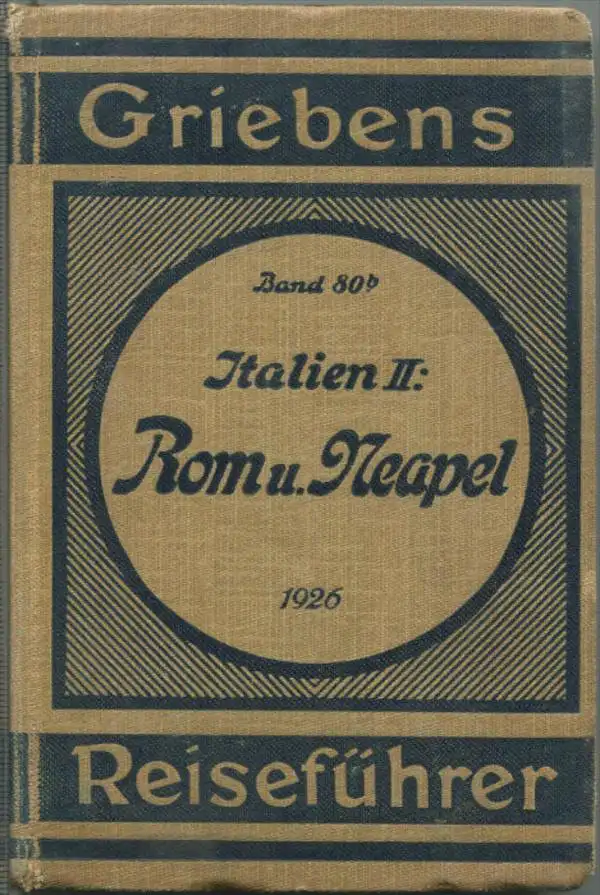 Griebens
Band 80ᵇ
Italien II:
Rom u. Neapel
1926
Reiseführer